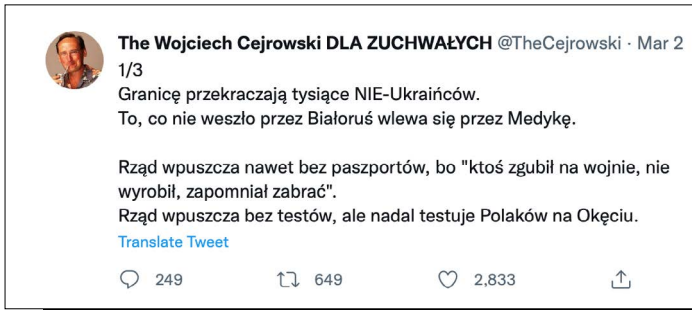 The Wojciech Cejrowski DLA ZUCHWAŁYCH @TheCejrowski · Mar 2
1/3
Granicę przekraczają tysiące NIE-Ukraińców.
To, co nie weszło przez Białoruś wlewa się przez Medykę.
Rząd wpuszcza nawet bez paszportów, bo "ktoś zgubił na wojnie, nie
wyrobił, zapomniał zabrać".
Rząd wpuszcza bez testów, ale nadal testuje Polaków na Okęciu.
Translate Tweet
249 649 2,833